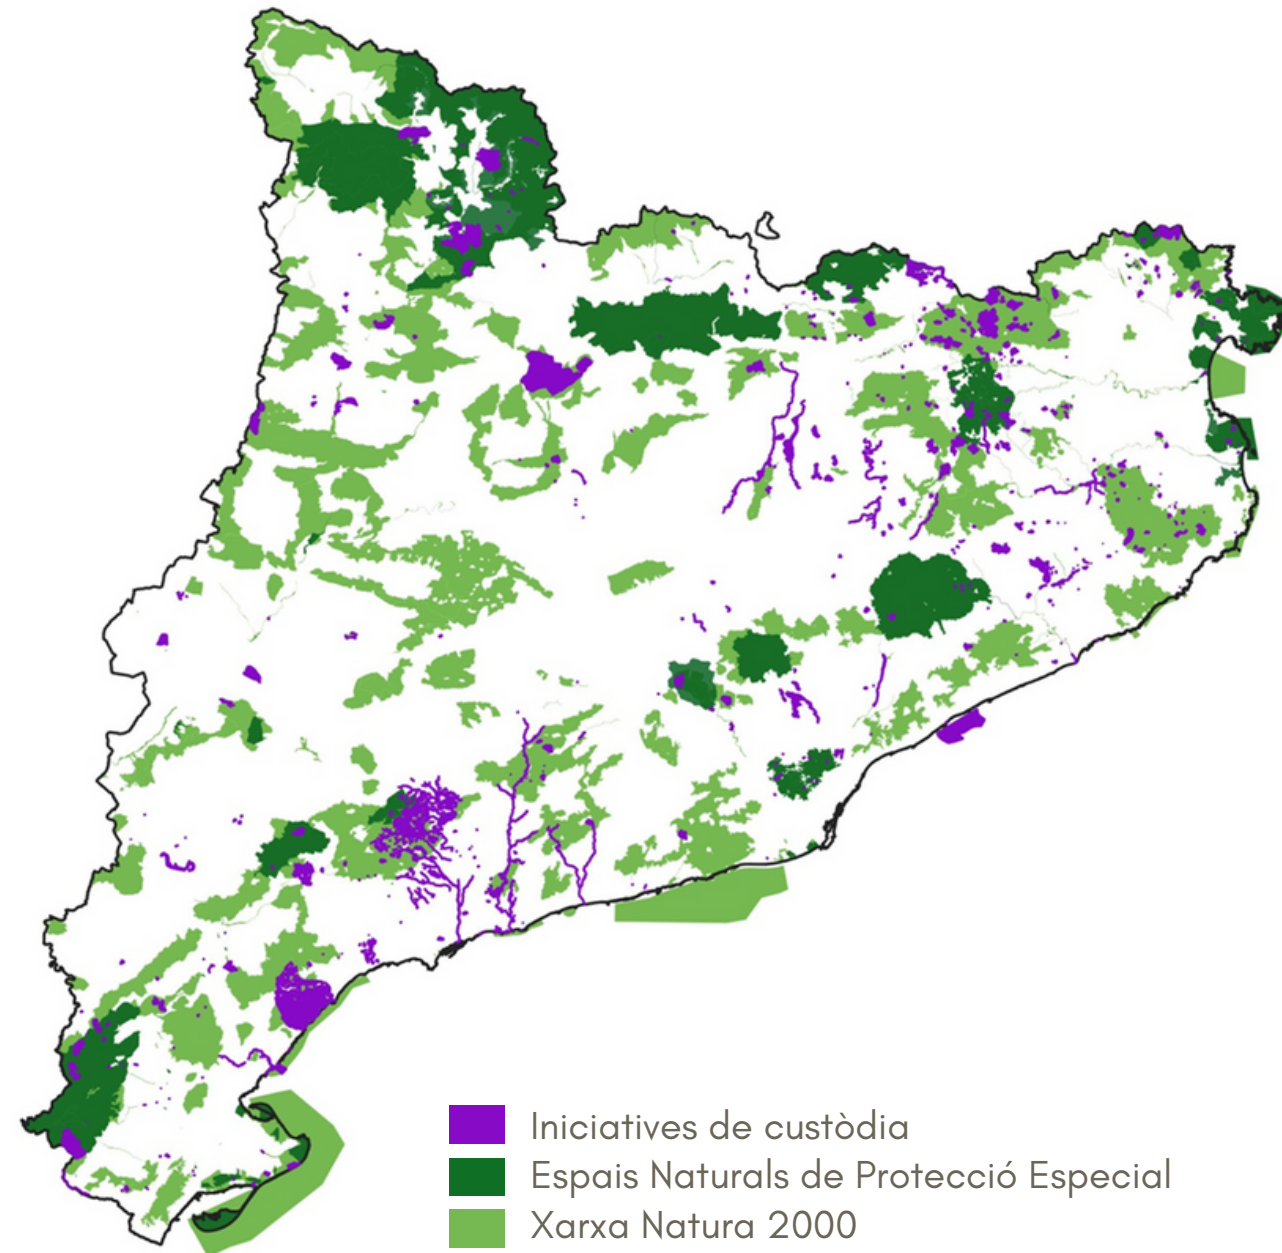 Iniciatives de custòdia
Espais Naturals de Protecció Especial
Xarxa Natura 2000